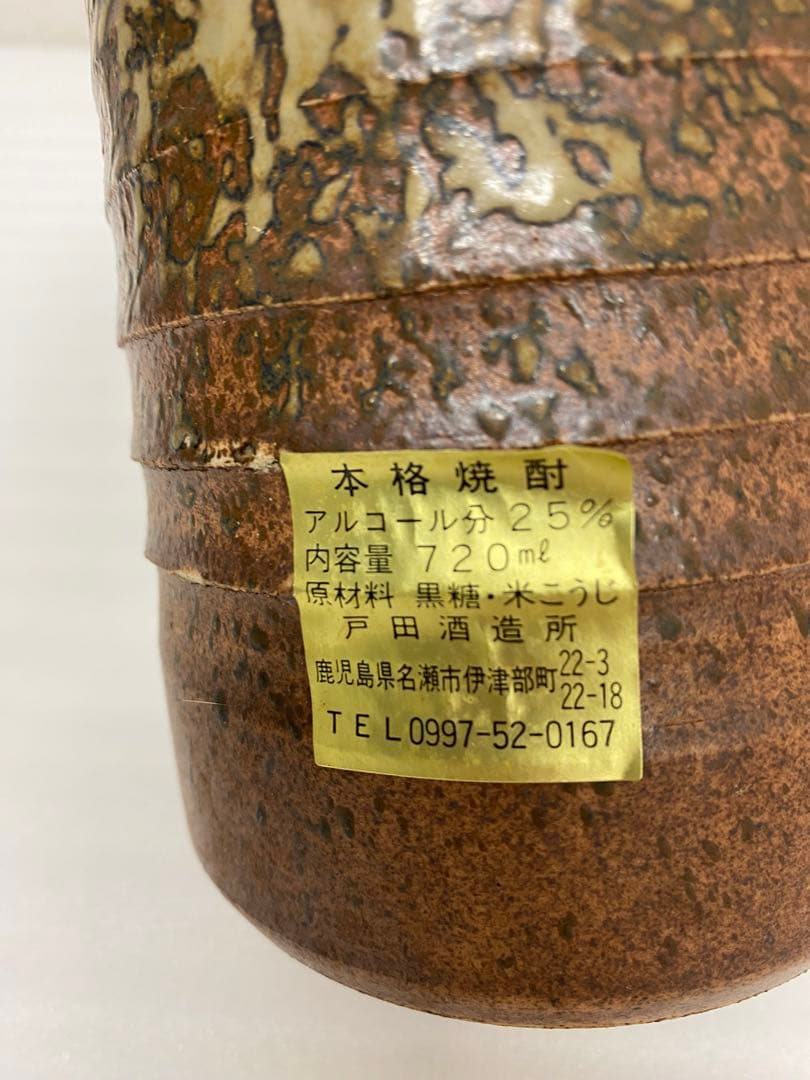 本格焼酎
アルコール分 25%
内容量 720ml
原材料 黒糖・米こうじ
戸田酒造所
鹿児島県名瀬市伊津部町22-3
22-18
TEL0997-52-0167